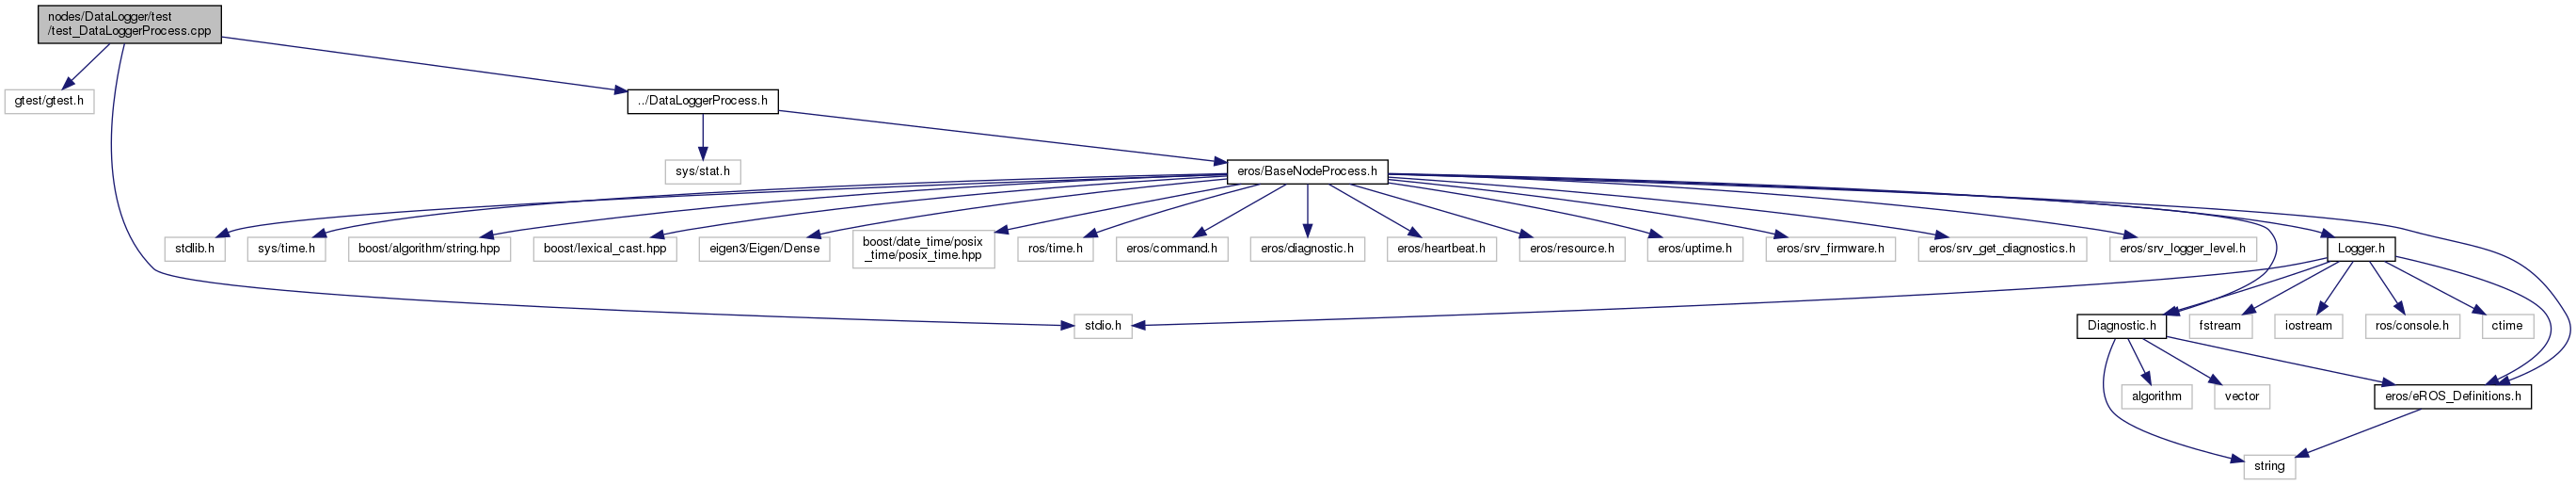 nodes/DataLogger/test
/test_DataLoggerProcess.cpp
gtest/gtest.h
../DataLoggerProcess.h
sys/stat.h
eros/BaseNodeProcess.h
stdlib.h
sys/time.h
boost/algorithm/string.hpp
boost/lexical_cast.hpp
eigen3/Eigen/Dense
boost/date_time/posix
_time/posix_time.hpp
ros/time.h
eros/command.h
eros/diagnostic.h
eros/heartbeat.h
eros/resource.h
eros/uptime.h
eros/srv_firmware.h
eros/srv_get_diagnostics.h
eros/srv_logger_level.h
Logger.h
stdio.h
Diagnostic.h
fstream
iostream
ros/console.h
ctime
algorithm
vector
eros/eROS_Definitions.h
string